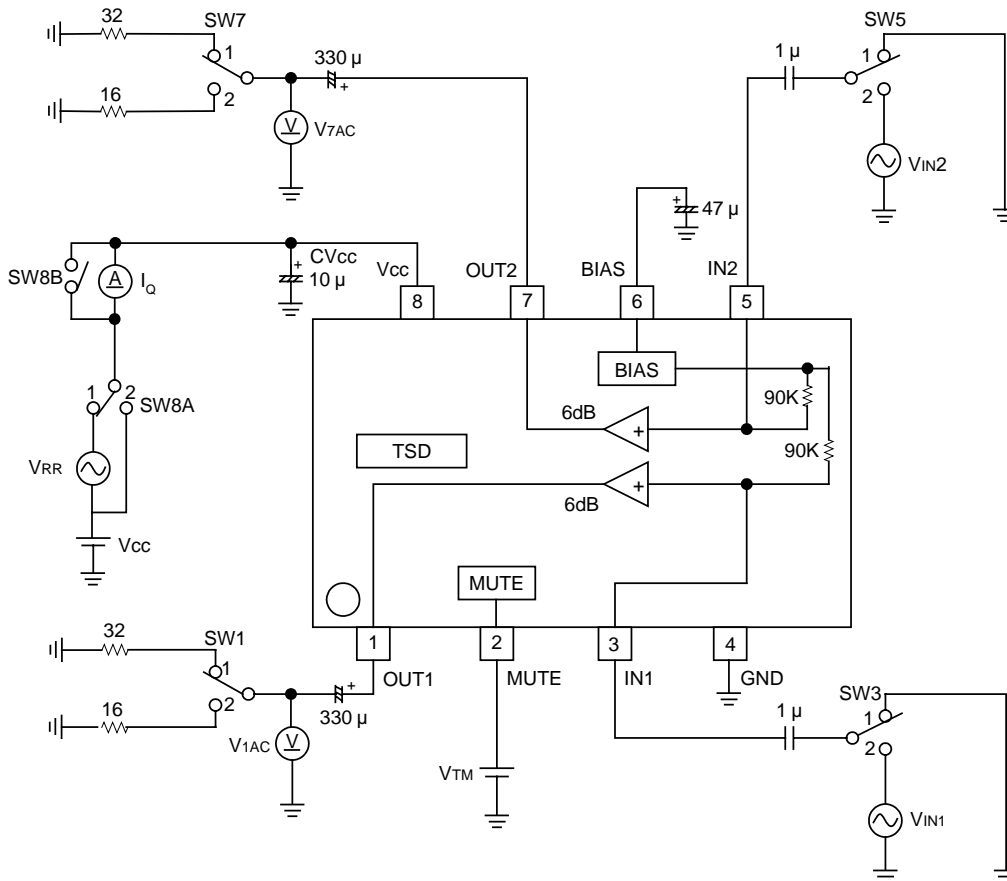 32
SW7
1
330 µ
+
16
2
V7AC
V
SW5
1 µ
1
2
VIN2
+
47 µ
SW8B
A
IQ
+
CVcc
10 µ
Vcc
OUT2
BIAS
IN2
8
7
6
5
1
2
SW8A
VRR
Vcc
BIAS
90K
6dB
+
90K
TSD
+
6dB
MUTE
1
2
3
4
OUT1
MUTE
IN1
GND
32
SW1
1
+
330 µ
16
2
V1AC
V
VTM
SW3
1 µ
1
2
VIN1